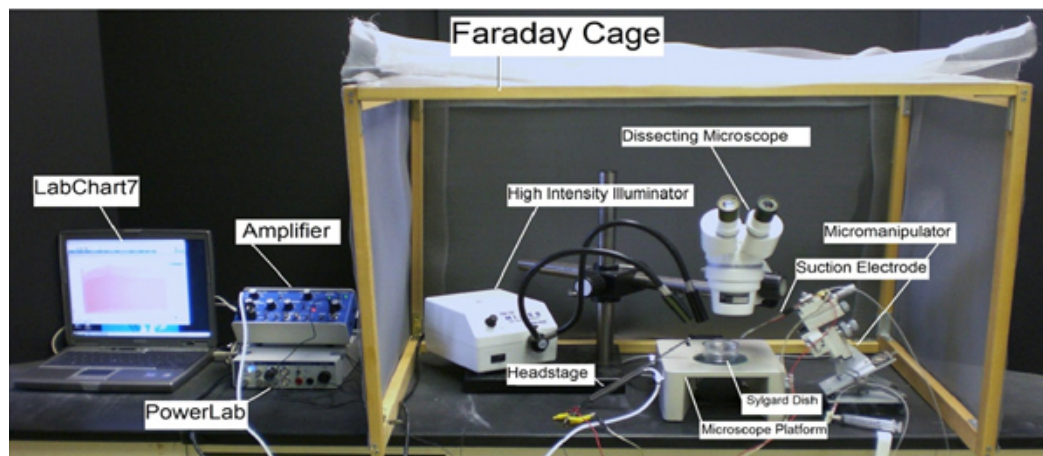 Faraday Cage
Dissecting Microscope
LabChart7
High Intensity Illuminator
Amplifier
Micromanipulator
Suction Electrode
Headstage
Sylgard Dish
PowerLab
Microscope Platform